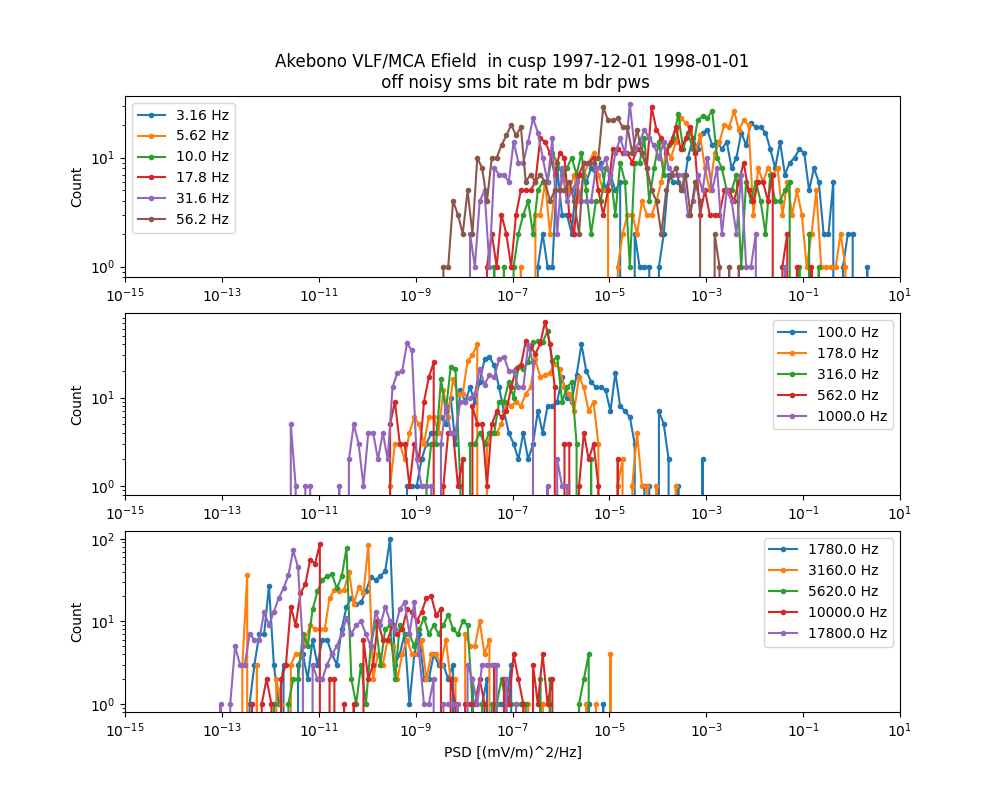 Akebono VLF/MCA Efield  in cusp 1997-12-01 1998-01-01
off noisy sms bit rate m bdr pws
Count
10^1
10^0
3.16 Hz
5.62 Hz
10.0 Hz
17.8 Hz
31.6 Hz
56.2 Hz
10^-15 10^-13 10^-11 10^-9 10^-7 10^-5 10^-3 10^-1 10^1
Count
10^1
10^0
100.0 Hz
178.0 Hz
316.0 Hz
562.0 Hz
1000.0 Hz
10^-15 10^-13 10^-11 10^-9 10^-7 10^-5 10^-3 10^-1 10^1
Count
10^2
10^1
10^0
1780.0 Hz
3160.0 Hz
5620.0 Hz
10000.0 Hz
17800.0 Hz
10^-15 10^-13 10^-11 10^-9 10^-7 10^-5 10^-3 10^-1 10^1
PSD [(mV/m)^2/Hz]